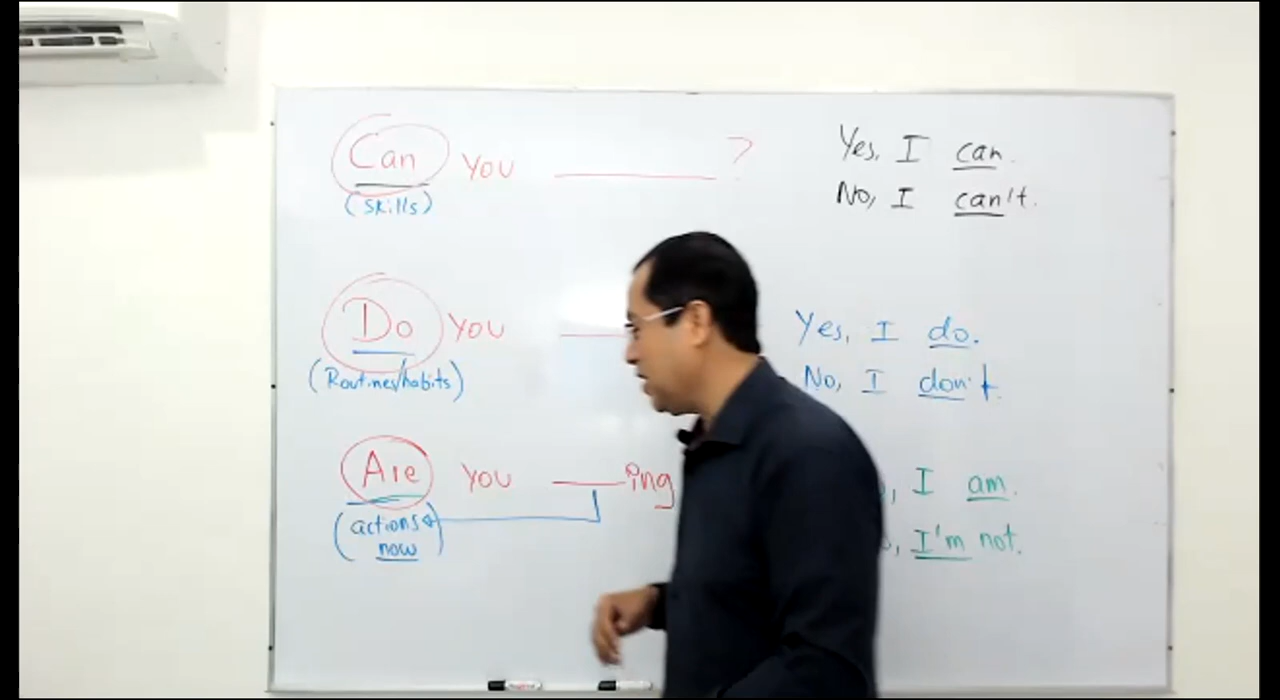 Can you ______ ? Yes, I can.
(skills) No, I can't.
Do you ____ Yes, I do.
(Routines/habits) No, I don't.
Are you ____ing , I am.
(actions now) , I'm not.